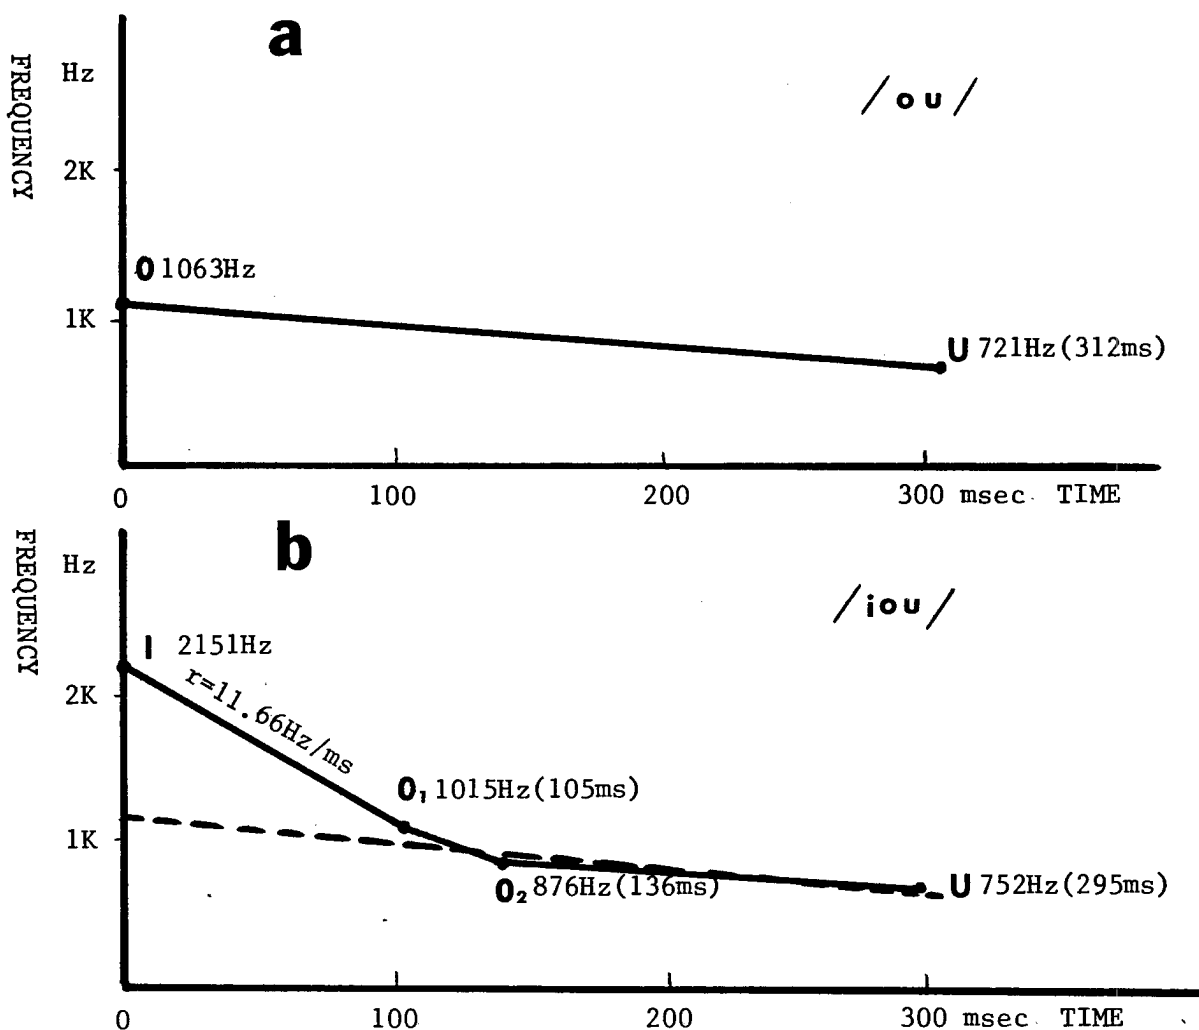 a
Hz
FREQUENCY
/ou/
2K
O 1063Hz
1K
U 721Hz(312ms)
0 100 200 300 msec TIME
b
Hz
FREQUENCY
/iou/
I 2151Hz
r=11.66Hz/ms
2K
O₁ 1015Hz(105ms)
1K
O₂ 876Hz(136ms)
U 752Hz(295ms)
0 100 200 300 msec TIME